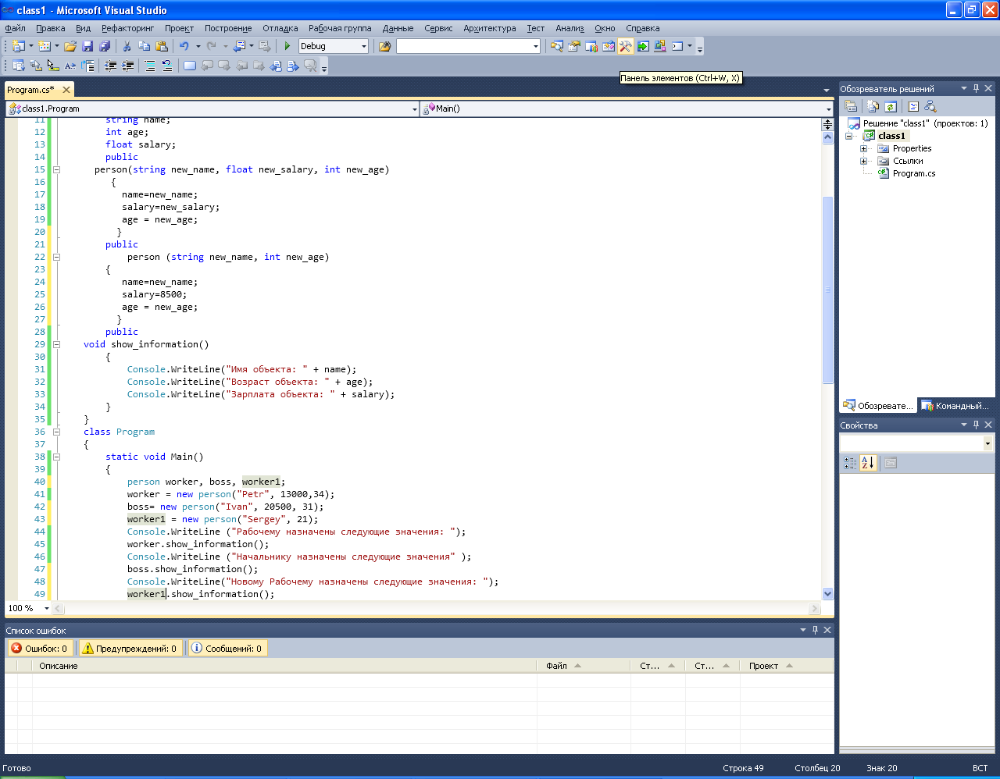 class1 - Microsoft Visual Studio
Файл Правка Вид Рефакторинг Проект Построение Отладка Рабочая группа Данные Сервис Архитектура Тест Анализ Окно Справка
Debug
Панель элементов (Ctrl+W, X)
Program.cs*
class1.Program Main()
11 string name;
12 int age;
13 float salary;
14 public
15 person(string new_name, float new_salary, int new_age)
16 {
17 name=new_name;
18 salary=new_salary;
19 age = new_age;
20 }
21 public
22 person (string new_name, int new_age)
23 {
24 name=new_name;
25 salary=8500;
26 age = new_age;
27 }
28 public
29 void show_information()
30 {
31 Console.WriteLine("Имя объекта: " + name);
32 Console.WriteLine("Возраст объекта: " + age);
33 Console.WriteLine("Зарплата объекта: " + salary);
34 }
35 }
36 class Program
37 {
38 static void Main()
39 {
40 person worker, boss, worker1;
41 worker = new person("Petr", 13000,34);
42 boss= new person("Ivan", 20500, 31);
43 worker1 = new person("Sergey", 21);
44 Console.WriteLine ("Рабочему назначены следующие значения: ");
45 worker.show_information();
46 Console.WriteLine ("Начальнику назначены следующие значения" );
47 boss.show_information();
48 Console.WriteLine("Новому Рабочему назначены следующие значения: ");
49 worker1.show_information();
100 %
Обозреватель решений
Решение "class1" (проектов: 1)
class1
Properties
Ссылки
Program.cs
Обозревате... Командный...
Свойства
Список ошибок
Ошибок: 0 Предупреждений: 0 Сообщений: 0
Описание Файл Ст... Ст... Проект
Готово Строка 49 Столбец 20 Знак 20 ВСТ